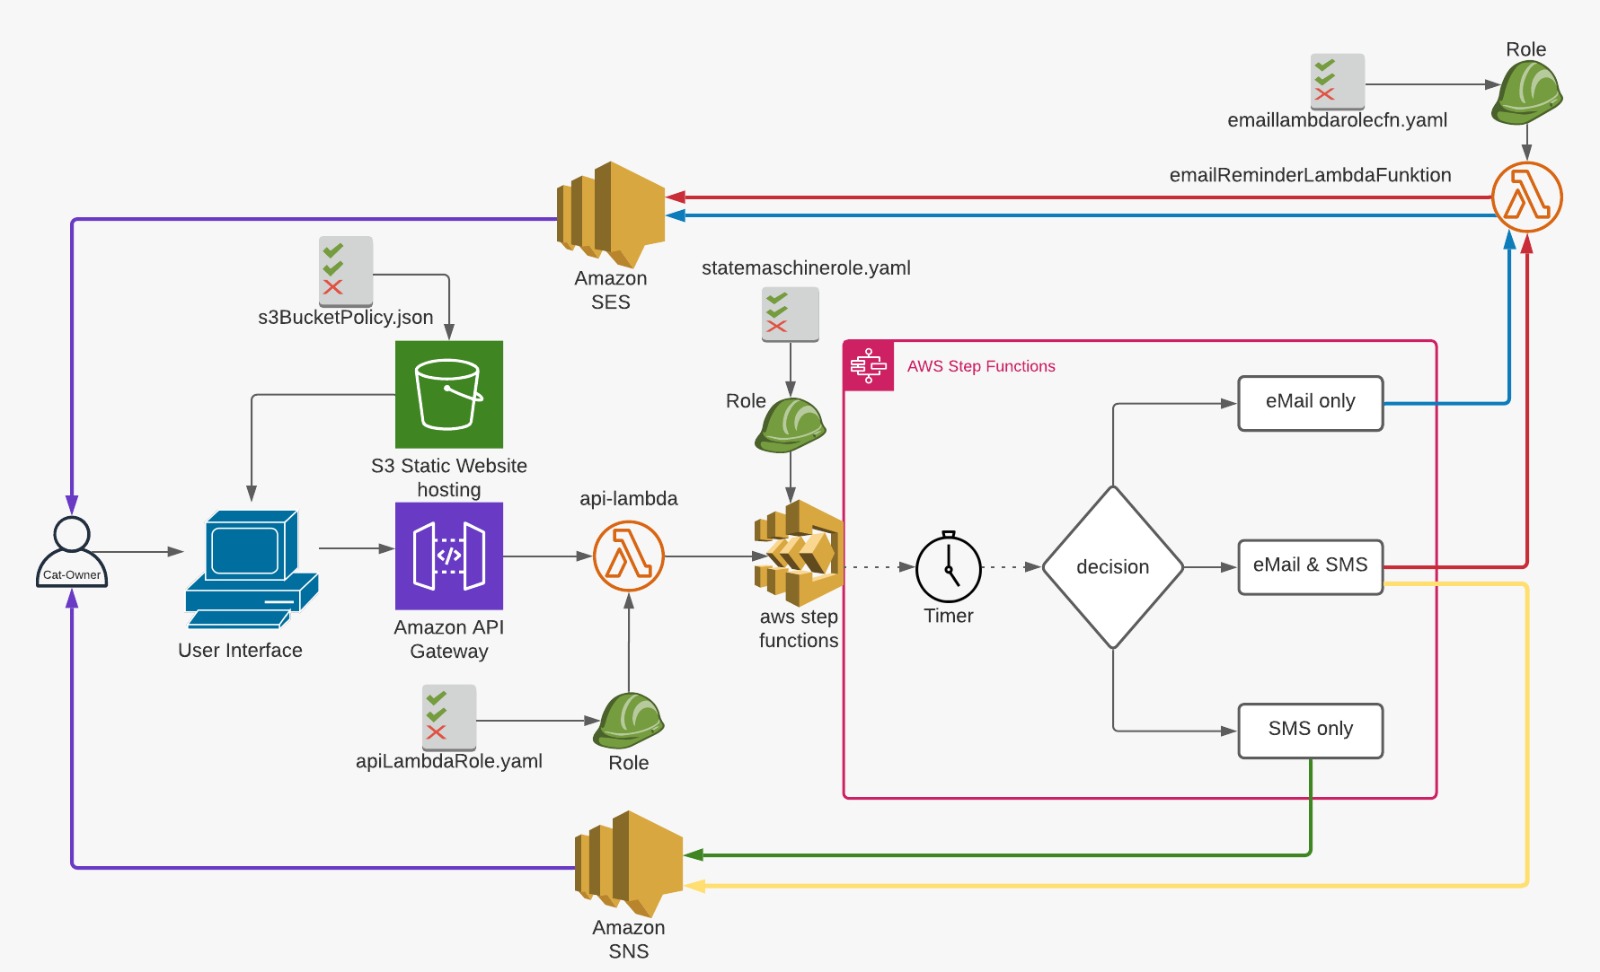 Role
emaillambdarolecfn.yaml
emailReminderLambdaFunktion
Amazon
SES
statemaschinerole.yaml
s3BucketPolicy.json
AWS Step Functions
Role
eMail only
S3 Static Website
hosting
api-lambda
Cat-Owner
</>
decision
eMail & SMS
User Interface
Amazon API
Gateway
aws step
functions
Timer
apiLambdaRole.yaml
Role
SMS only
Amazon
SNS